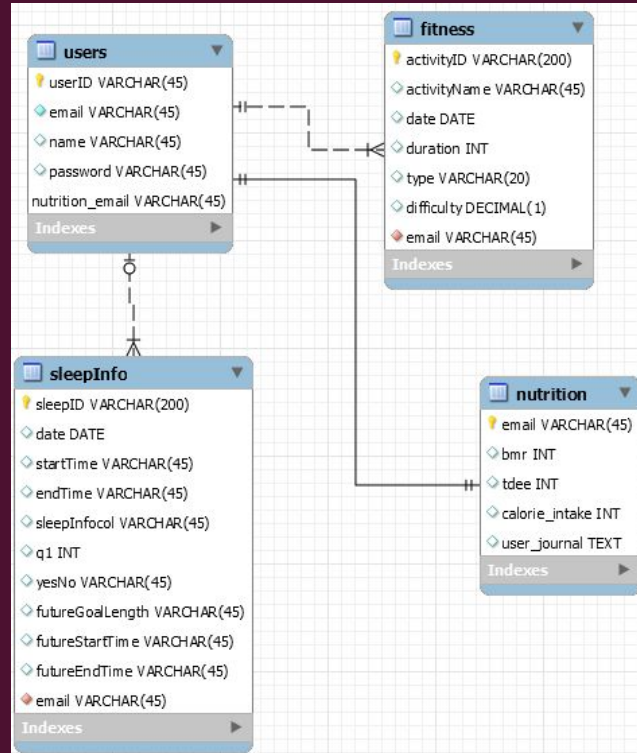 users
userID VARCHAR(45)
email VARCHAR(45)
name VARCHAR(45)
password VARCHAR(45)
nutrition_email VARCHAR(45)
Indexes
fitness
activityID VARCHAR(200)
activityName VARCHAR(45)
date DATE
duration INT
type VARCHAR(20)
difficulty DECIMAL(1)
email VARCHAR(45)
Indexes
sleepInfo
sleepID VARCHAR(200)
date DATE
startTime VARCHAR(45)
endTime VARCHAR(45)
sleepInfocol VARCHAR(45)
q1 INT
yesNo VARCHAR(45)
futureGoalLength VARCHAR(45)
futureStartTime VARCHAR(45)
futureEndTime VARCHAR(45)
email VARCHAR(45)
Indexes
nutrition
email VARCHAR(45)
bmr INT
tdee INT
calorie_intake INT
user_journal TEXT
Indexes